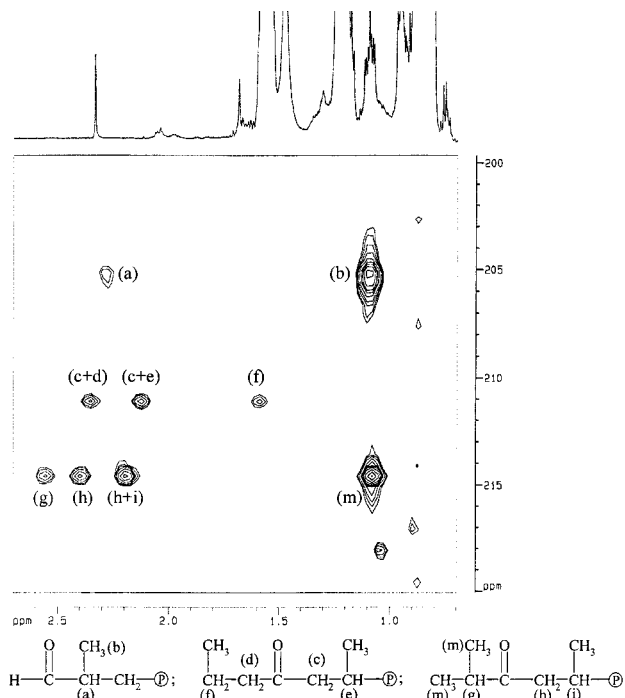 200
(a)
(b)
205
(c+d)
(c+e)
(f)
210
(g)
(h)
(h+i)
(m)
215
ppm
ppm
2.5
2.0
1.5
1.0
O
CH₃(b)
H—C—CH—CH₂—Ⓟ;
(a)
CH₃
(d)
O
(c)
CH₃
CH₂—CH₂—C—CH₂—CH—Ⓟ;
(f)
(e)
(m)CH₃
O
CH₃
CH₃—CH—C—CH₂—CH—Ⓟ
(m)
(g)
(h)
(i)